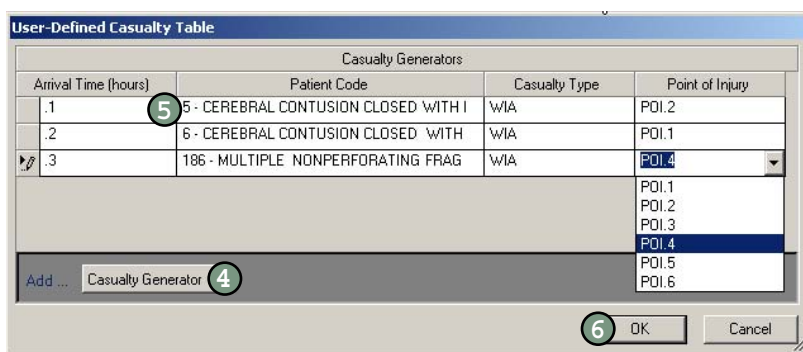 User-Defined Casualty Table
Casualty Generators
Arrival Time (hours) Patient Code Casualty Type Point of Injury
.1 5 5 - CEREBRAL CONTUSION CLOSED WITH I WIA POI.2
.2 6 - CEREBRAL CONTUSION CLOSED WITH WIA POI.1
.3 186 - MULTIPLE NONPERFORATING FRAG WIA POI.4
POI.1
POI.2
POI.3
POI.4
POI.5
POI.6
Add ... Casualty Generator 4
6 OK Cancel